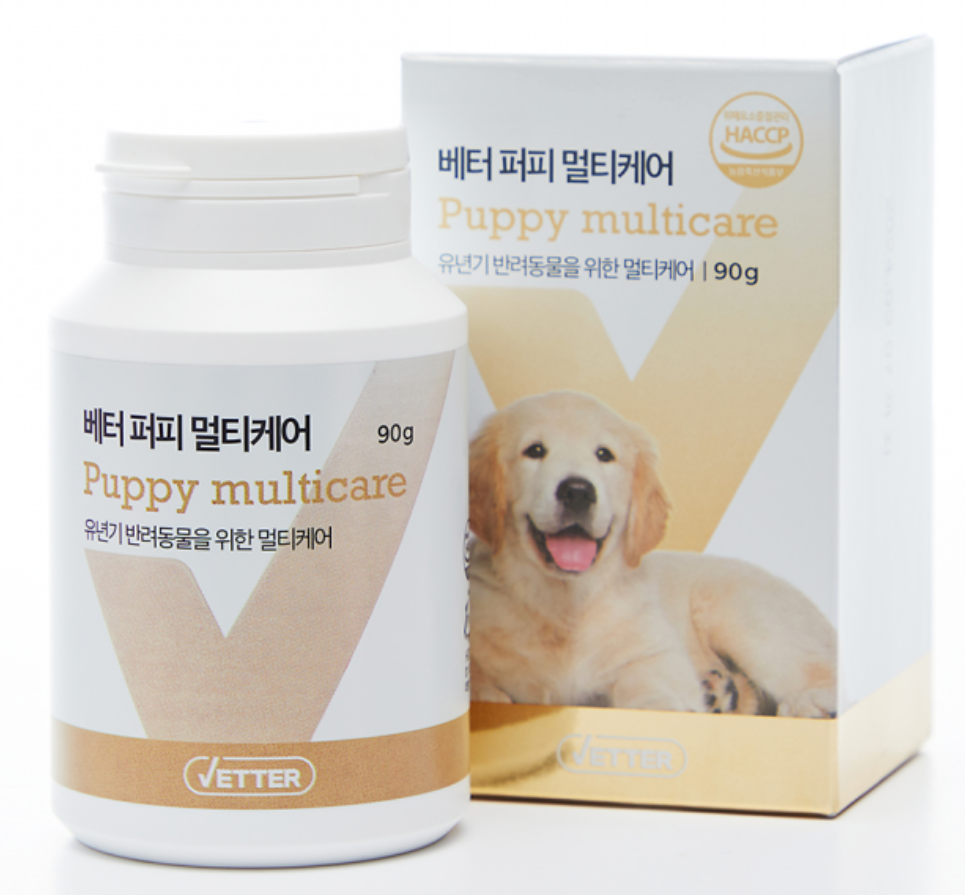 베터 퍼피 멀티케어
90g
Puppy multicare
유년기 반려동물을 위한 멀티케어
VETTER
HACCP
베터 퍼피 멀티케어
Puppy multicare
유년기 반려동물을 위한 멀티케어 | 90g
VETTER